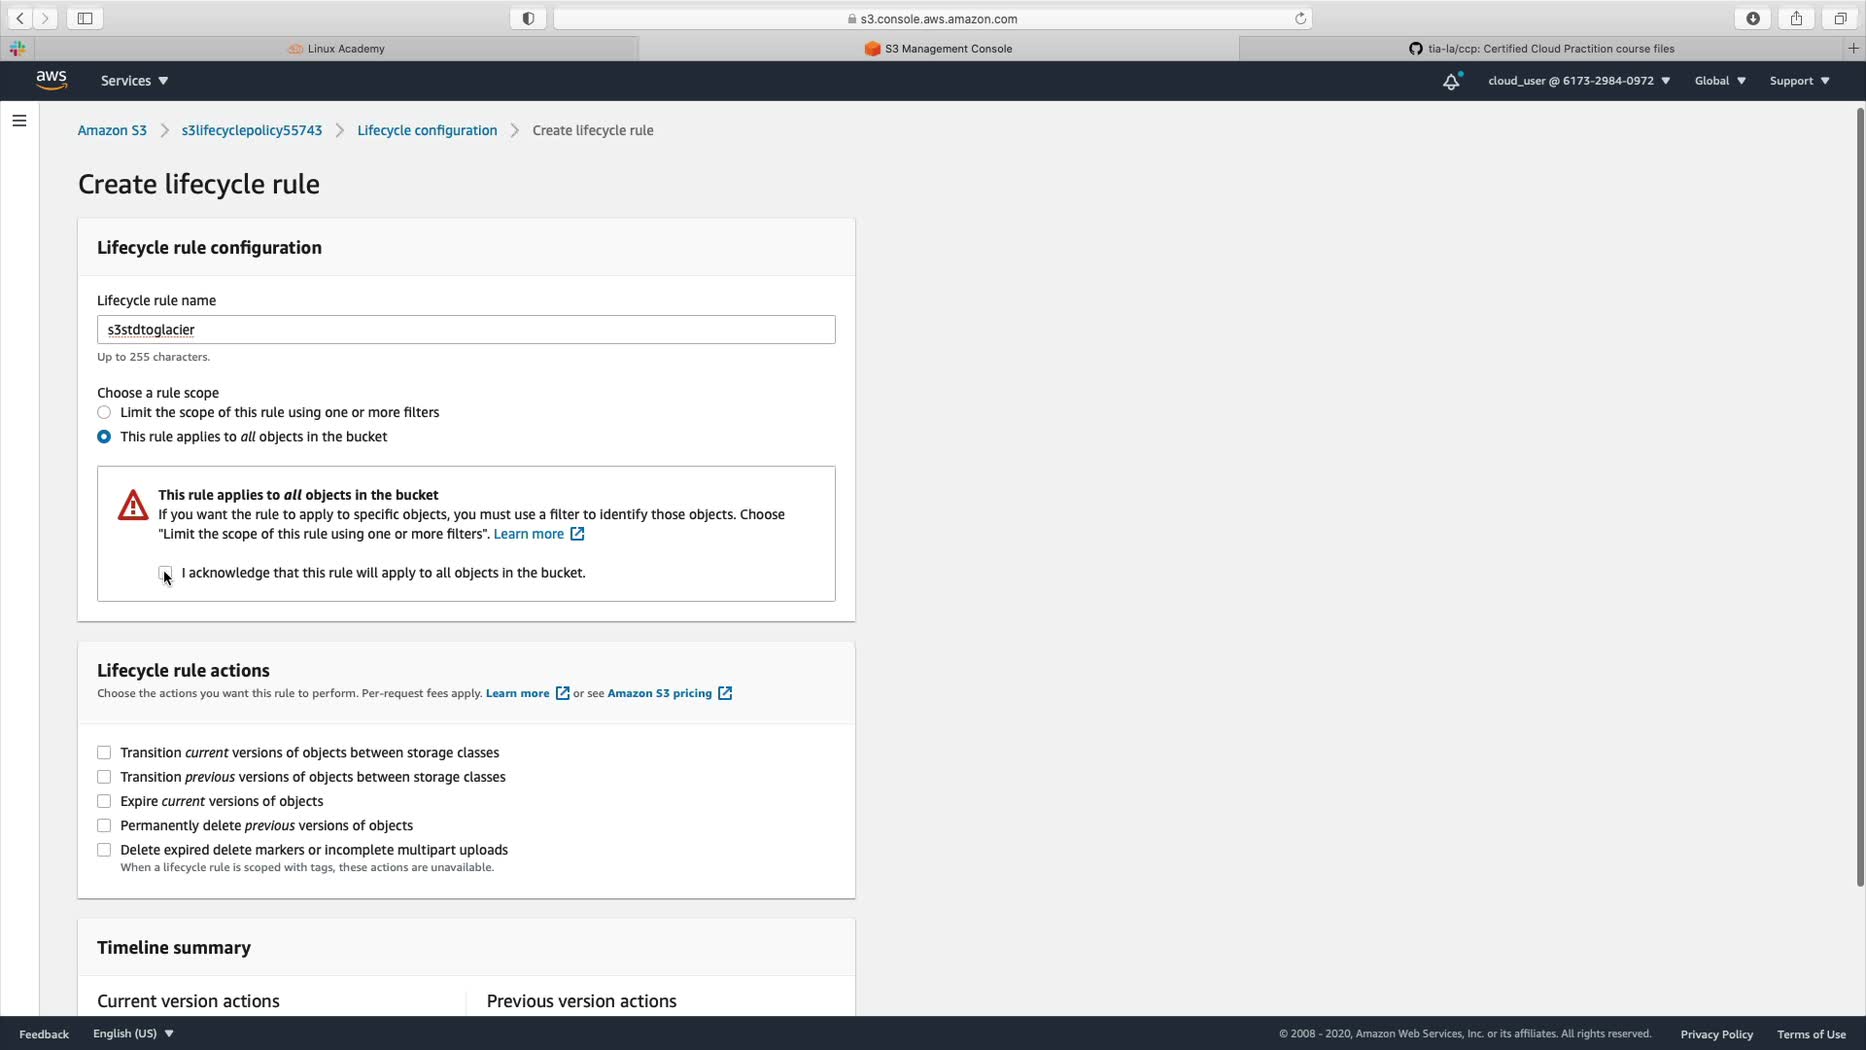 s3.console.aws.amazon.com
Linux Academy
S3 Management Console
tia-la/ccp: Certified Cloud Practition course files
aws
Services
cloud_user @ 6173-2984-0972
Global
Support
Amazon S3
s3lifecyclepolicy55743
Lifecycle configuration
Create lifecycle rule
Create lifecycle rule
Lifecycle rule configuration
Lifecycle rule name
s3stdtoglacier
Up to 255 characters.
Choose a rule scope
Limit the scope of this rule using one or more filters
This rule applies to all objects in the bucket
This rule applies to all objects in the bucket
If you want the rule to apply to specific objects, you must use a filter to identify those objects. Choose
"Limit the scope of this rule using one or more filters". Learn more
I acknowledge that this rule will apply to all objects in the bucket.
Lifecycle rule actions
Choose the actions you want this rule to perform. Per-request fees apply. Learn more or see Amazon S3 pricing
Transition current versions of objects between storage classes
Transition previous versions of objects between storage classes
Expire current versions of objects
Permanently delete previous versions of objects
Delete expired delete markers or incomplete multipart uploads
When a lifecycle rule is scoped with tags, these actions are unavailable.
Timeline summary
Current version actions
Previous version actions
Feedback
English (US)
© 2008 - 2020, Amazon Web Services, Inc. or its affiliates. All rights reserved.
Privacy Policy
Terms of Use